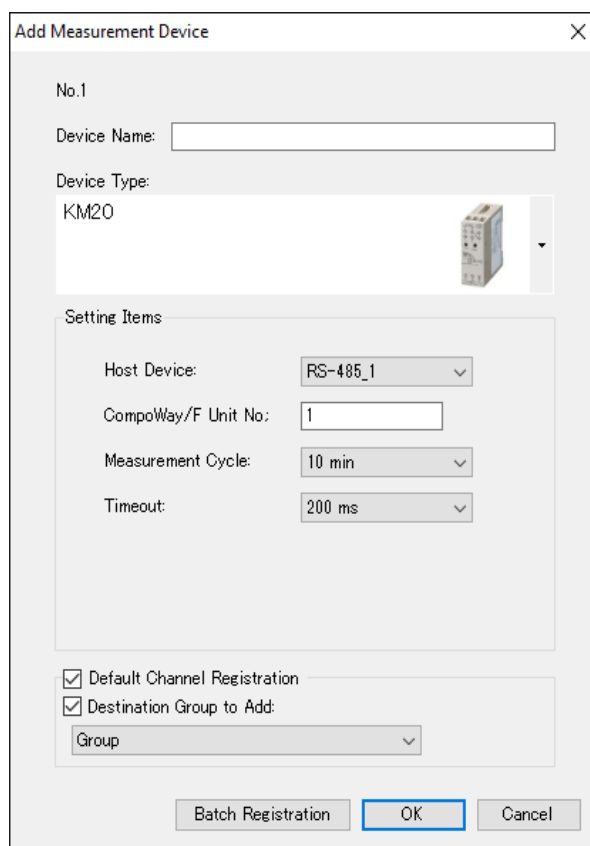 Add Measurement Device
No.1
Device Name:
Device Type:
KM20
Setting Items
Host Device: RS-485_1
CompoWay/F Unit No: 1
Measurement Cycle: 10 min
Timeout: 200 ms
Default Channel Registration
Destination Group to Add:
Group
Batch Registration OK Cancel